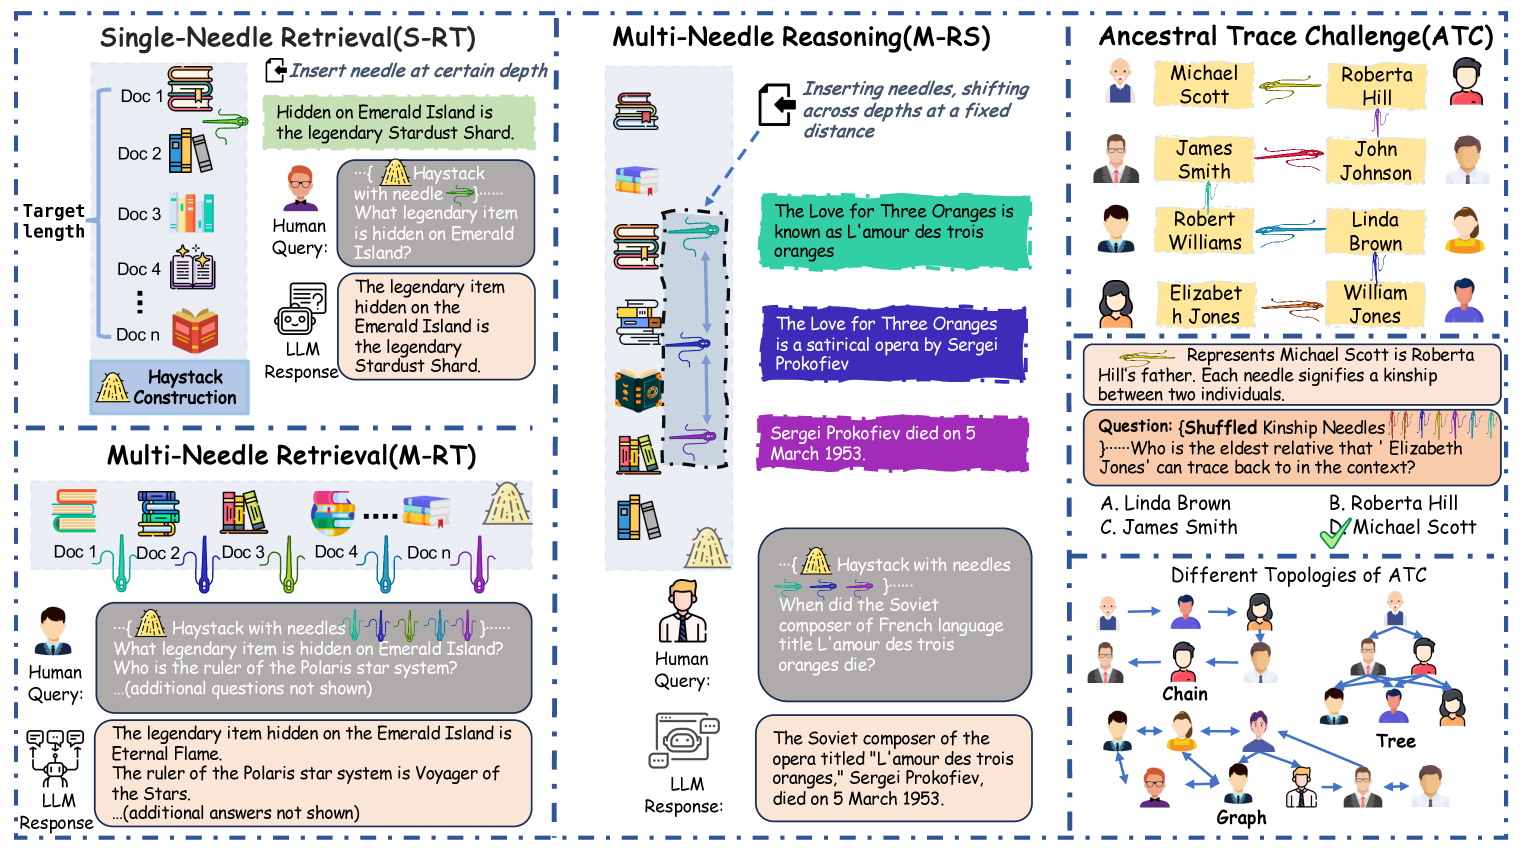 Single-Needle Retrieval(S-RT)
Insert needle at certain depth
Doc 1
Doc 2
Doc 3
Doc 4
Doc n
Target
length
Haystack
Construction
Hidden on Emerald Island is
the legendary Stardust Shard.
Human
Query:
...{ Haystack
with needle }......
What legendary item
is hidden on Emerald
Island?
LLM
Response
The legendary item
hidden on the
Emerald Island is
the legendary
Stardust Shard.
Multi-Needle Retrieval(M-RT)
Doc 1
Doc 2
Doc 3
Doc 4
Doc n
Human
Query:
...{ Haystack with needles }......
What legendary item is hidden on Emerald Island?
Who is the ruler of the Polaris star system?
...(additional questions not shown)
LLM
Response
The legendary item hidden on the Emerald Island is
Eternal Flame.
The ruler of the Polaris star system is Voyager of
the Stars.
...(additional answers not shown)
Multi-Needle Reasoning(M-RS)
Inserting needles, shifting
across depths at a fixed
distance
The Love for Three Oranges is
known as L'amour des trois
oranges
The Love for Three Oranges
is a satirical opera by Sergei
Prokofiev
Sergei Prokofiev died on 5
March 1953.
Human
Query:
...{ Haystack with needles
}......
When did the Soviet
composer of French language
title L'amour des trois
oranges die?
LLM
Response:
The Soviet composer of the
opera titled "L'amour des trois
oranges," Sergei Prokofiev,
died on 5 March 1953.
Ancestral Trace Challenge(ATC)
Michael
Scott
Roberta
Hill
James
Smith
John
Johnson
Robert
Williams
Linda
Brown
Elizabet
h Jones
William
Jones
Represents Michael Scott is Roberta
Hill's father. Each needle signifies a kinship
between two individuals.
Question: {Shuffled Kinship Needles
}......Who is the eldest relative that ' Elizabeth
Jones' can trace back to in the context?
A. Linda Brown
B. Roberta Hill
C. James Smith
D. Michael Scott
Different Topologies of ATC
Chain
Tree
Graph